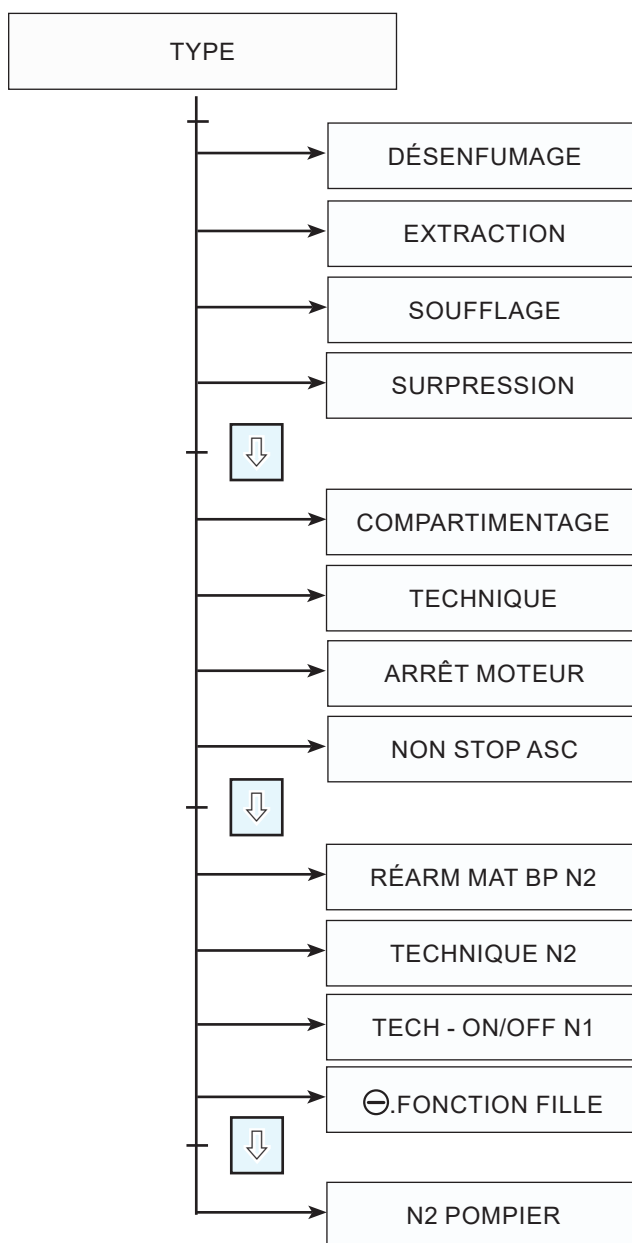 TYPE
DÉSENFUMAGE
EXTRACTION
SOUFFLAGE
SURPRESSION
COMPARTIMENTAGE
TECHNIQUE
ARRÊT MOTEUR
NON STOP ASC
RÉARM MAT BP N2
TECHNIQUE N2
TECH - ON/OFF N1
⊖.FONCTION FILLE
N2 POMPIER